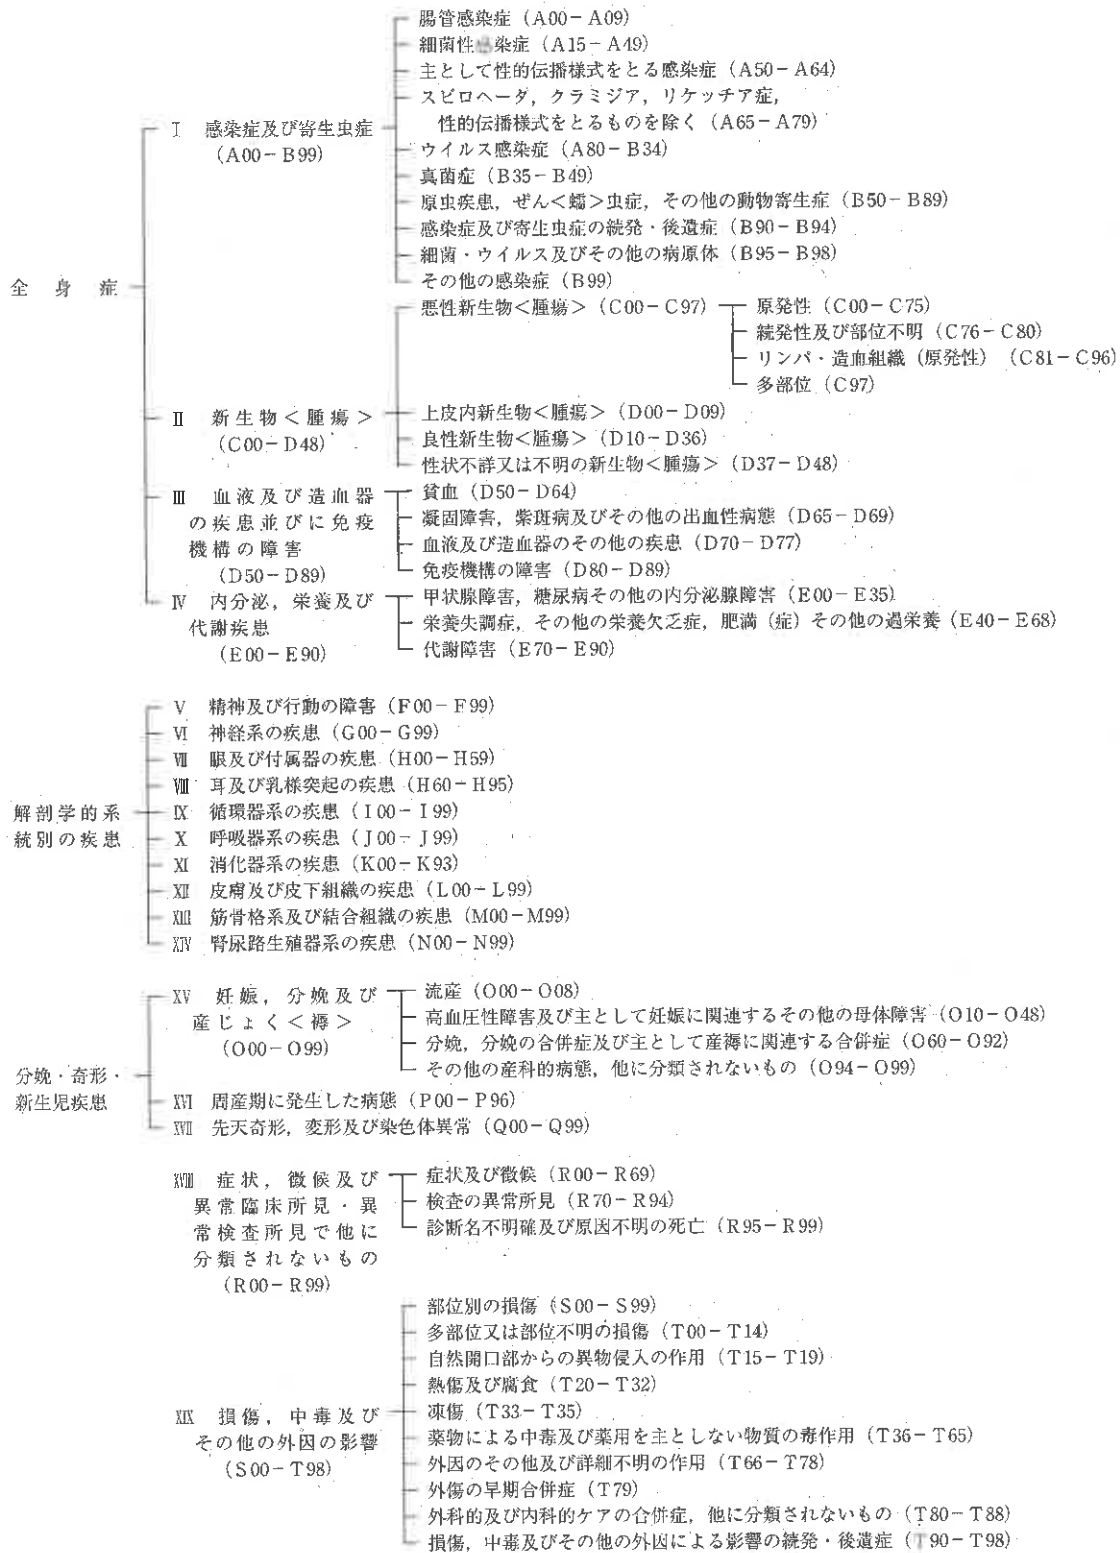 腸管感染症 (A00-A09)
細菌性感染症 (A15-A49)
主として性的伝播様式をとる感染症 (A50-A64)
スピロヘータ，クラミジア，リケッチア症，
性的伝播様式をとるものを除く (A65-A79)
Ⅰ 感染症及び寄生虫症
(A00-B99)
ウイルス感染症 (A80-B34)
真菌症 (B35-B49)
原虫疾患，ぜん<蠕>虫症，その他の動物寄生症 (B50-B89)
感染症及び寄生虫症の続発・後遺症 (B90-B94)
細菌・ウイルス及びその他の病原体 (B95-B98)
その他の感染症 (B99)
全身症
悪性新生物<腫瘍> (C00-C97)
原発性 (C00-C75)
続発性及び部位不明 (C76-C80)
リンパ・造血組織 (原発性) (C81-C96)
多部位 (C97)
Ⅱ 新生物<腫瘍>
(C00-D48)
上皮内新生物<腫瘍> (D00-D09)
良性新生物<腫瘍> (D10-D36)
性状不詳又は不明の新生物<腫瘍> (D37-D48)
Ⅲ 血液及び造血器
の疾患並びに免疫
機構の障害
(D50-D89)
貧血 (D50-D64)
凝固障害，紫斑病及びその他の出血性病態 (D65-D69)
血液及び造血器のその他の疾患 (D70-D77)
免疫機構の障害 (D80-D89)
Ⅳ 内分泌，栄養及び
代謝疾患
(E00-E90)
甲状腺障害，糖尿病その他の内分泌腺障害 (E00-E35)
栄養失調症，その他の栄養欠乏症，肥満 (症) その他の過栄養 (E40-E68)
代謝障害 (E70-E90)
解剖学的系
統別の疾患
Ⅴ 精神及び行動の障害 (F00-F99)
Ⅵ 神経系の疾患 (G00-G99)
Ⅶ 眼及び付属器の疾患 (H00-H59)
Ⅷ 耳及び乳様突起の疾患 (H60-H95)
Ⅸ 循環器系の疾患 (I00-I99)
Ⅹ 呼吸器系の疾患 (J00-J99)
Ⅺ 消化器系の疾患 (K00-K93)
Ⅻ 皮膚及び皮下組織の疾患 (L00-L99)
XIII 筋骨格系及び結合組織の疾患 (M00-M99)
XIV 腎尿路生殖器系の疾患 (N00-N99)
分娩・奇形・
新生児疾患
XV 妊娠，分娩及び
産じょく<褥>
(O00-O99)
流産 (O00-O08)
高血圧性障害及び主として妊娠に関連するその他の母体障害 (O10-O48)
分娩，分娩の合併症及び主として産褥に関連する合併症 (O60-O92)
その他の産科的病態，他に分類されないもの (O94-O99)
XVI 周産期に発生した病態 (P00-P96)
XVII 先天奇形，変形及び染色体異常 (Q00-Q99)
XVIII 症状，徴候及び
異常臨床所見・異
常検査所見で他に
分類されないもの
(R00-R99)
症状及び徴候 (R00-R69)
検査の異常所見 (R70-R94)
診断名不明確及び原因不明の死亡 (R95-R99)
XIX 損傷，中毒及び
その他の外因の影響
(S00-T98)
部位別の損傷 (S00-S99)
多部位又は部位不明の損傷 (T00-T14)
自然開口部からの異物侵入の作用 (T15-T19)
熱傷及び腐食 (T20-T32)
凍傷 (T33-T35)
薬物による中毒及び薬用を主としない物質の毒作用 (T36-T65)
外因のその他及び詳細不明の作用 (T66-T78)
外傷の早期合併症 (T79)
外科的及び内科的ケアの合併症，他に分類されないもの (T80-T88)
損傷，中毒及びその他の外因による影響の続発・後遺症 (T90-T98)